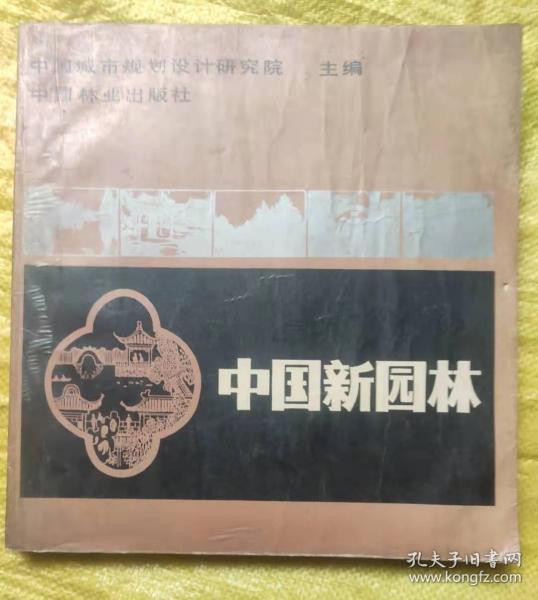 中国城市规划设计研究院 主编
中国林业出版社
中国新园林
孔夫子旧书网
www.kongfz.com